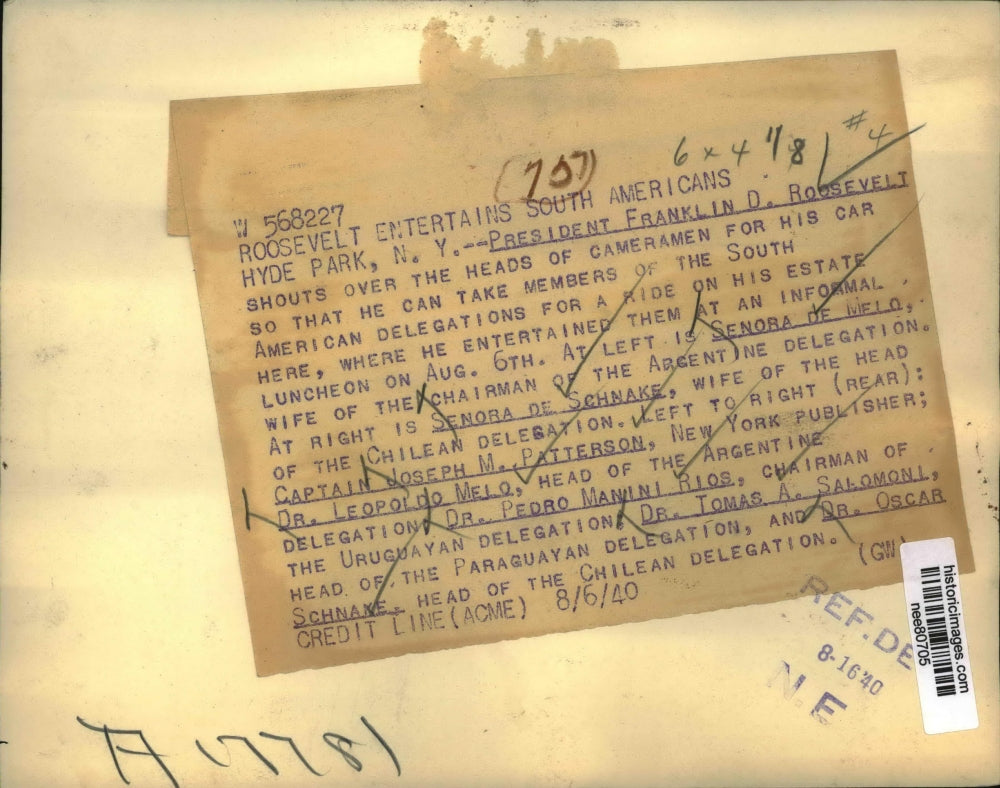 6 x 4 1/8 #4
(707)
W 568227
ROOSEVELT ENTERTAINS SOUTH AMERICANS
HYDE PARK, N. Y.--PRESIDENT FRANKLIN D. ROOSEVELT
SHOUTS OVER THE HEADS OF CAMERAMEN FOR HIS CAR
SO THAT HE CAN TAKE MEMBERS OF THE SOUTH
AMERICAN DELEGATIONS FOR A RIDE ON HIS ESTATE
HERE, WHERE HE ENTERTAINED THEM AT AN INFORMAL
LUNCHEON ON AUG. 6TH. AT LEFT IS SENORA DE MELO,
WIFE OF THE CHAIRMAN OF THE ARGENTINE DELEGATION.
AT RIGHT IS SENORA DE SCHNAKE, WIFE OF THE HEAD
OF THE CHILEAN DELEGATION. LEFT TO RIGHT (REAR):
CAPTAIN JOSEPH M. PATTERSON, NEW YORK PUBLISHER;
DR. LEOPOLDO MELO, HEAD OF THE ARGENTINE
DELEGATION, DR. PEDRO MANINI RIOS, CHAIRMAN OF
THE URUGUAYAN DELEGATION, DR. TOMAS A. SALOMONI,
HEAD OF THE PARAGUAYAN DELEGATION, AND DR. OSCAR
SCHNAKE, HEAD OF THE CHILEAN DELEGATION.
CREDIT LINE (ACME) 8/6/40 (GW)
historicimages.com
nee80705
REF.DE
8-16'40
N.E